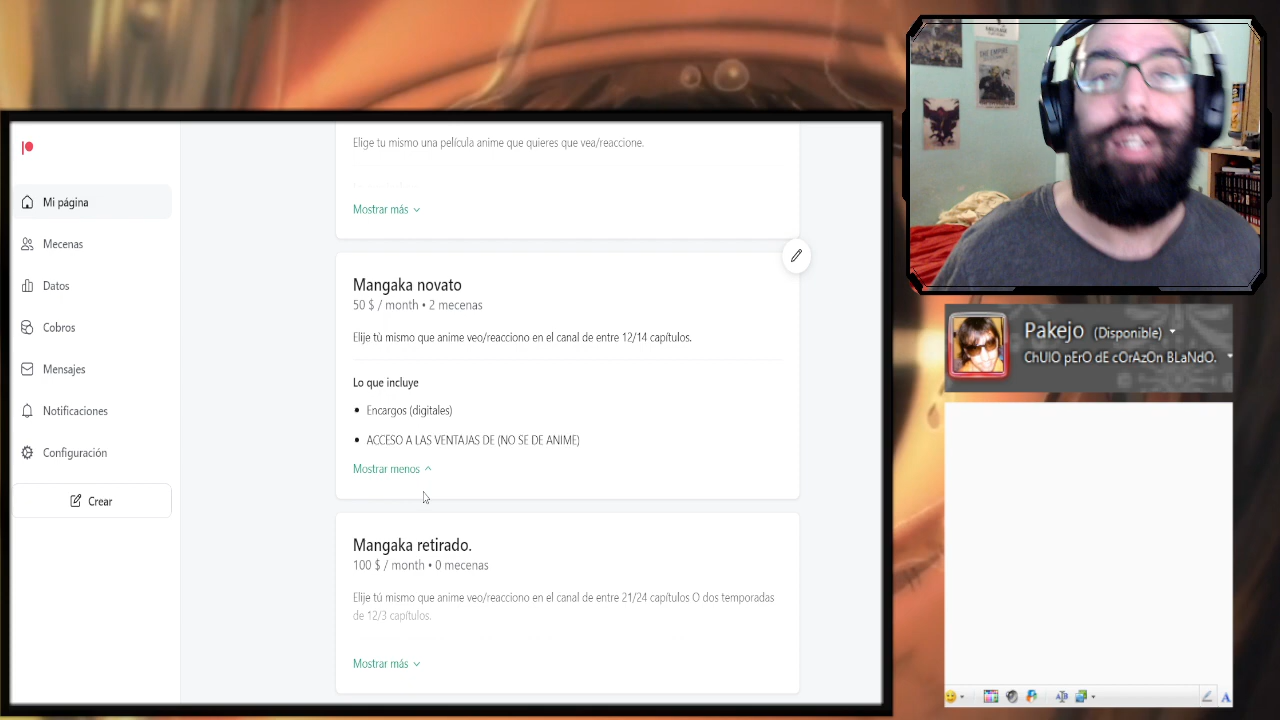 Mi página
Mecenas
Datos
Cobros
Mensajes
Notificaciones
Configuración
Crear
Elige tu mismo una película anime que quieres que vea/reaccione.
Mostrar más
Mangaka novato
50 $ / month • 2 mecenas
Elije tú mismo que anime veo/reacciono en el canal de entre 12/14 capítulos.
Lo que incluye
• Encargos (digitales)
• ACCESO A LAS VENTAJAS DE (NO SE DE ANIME)
Mostrar menos
Mangaka retirado.
100 $ / month • 0 mecenas
Elije tú mismo que anime veo/reacciono en el canal de entre 21/24 capítulos O dos temporadas
de 12/3 capítulos.
Mostrar más
THE EMPIRE
Pakejo (Disponible)
ChUlO pErO dE cOrAzOn BLaNdO.
A